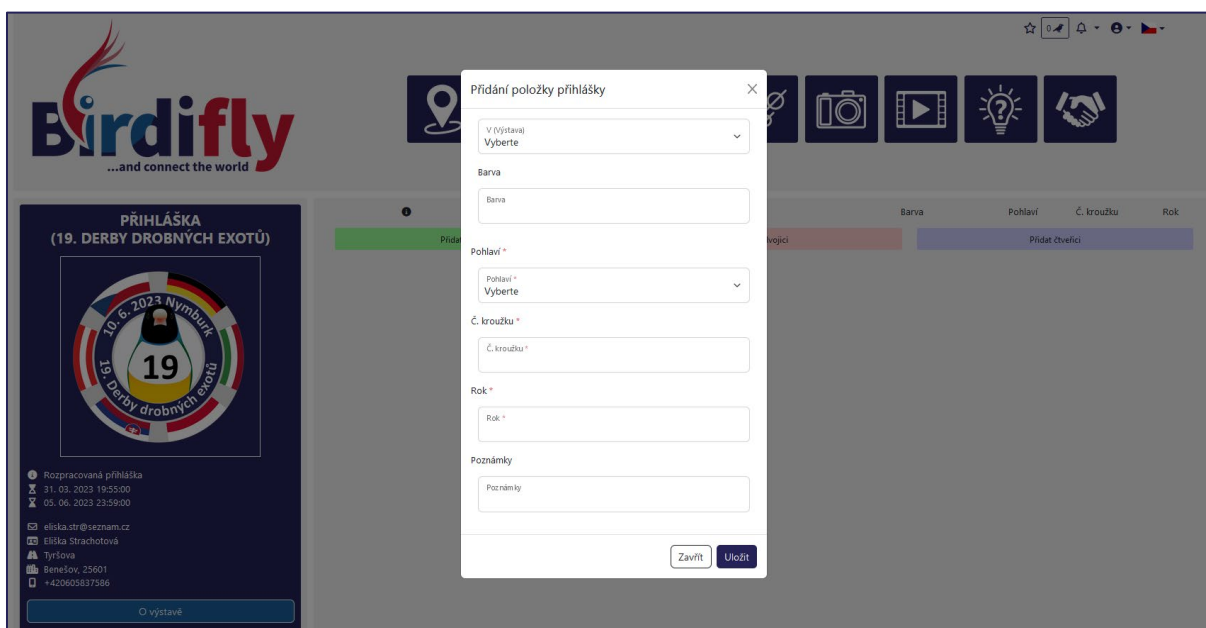 0
Birdifly
...and connect the world
Přidání položky přihlášky
V (Výstava)
Vyberte
Barva
Barva
Pohlaví *
Pohlaví *
Vyberte
Č. kroužku *
Č. kroužku *
Rok *
Rok *
Poznámky
Poznámky
Zavřít Uložit
PŘIHLÁŠKA
(19. DERBY DROBNÝCH EXOTŮ)
10. 6. 2023 Nymburk
19
19. Derby drobných exotů
Rozpracovaná přihláška
31. 03. 2023 19:55:00
05. 06. 2023 23:59:00
eliska.str@seznam.cz
Eliška Strachotová
Tyršova
Benešov, 25601
+420605837586
O výstavě
Barva Pohlaví Č. kroužku Rok
Přidat čtveřici